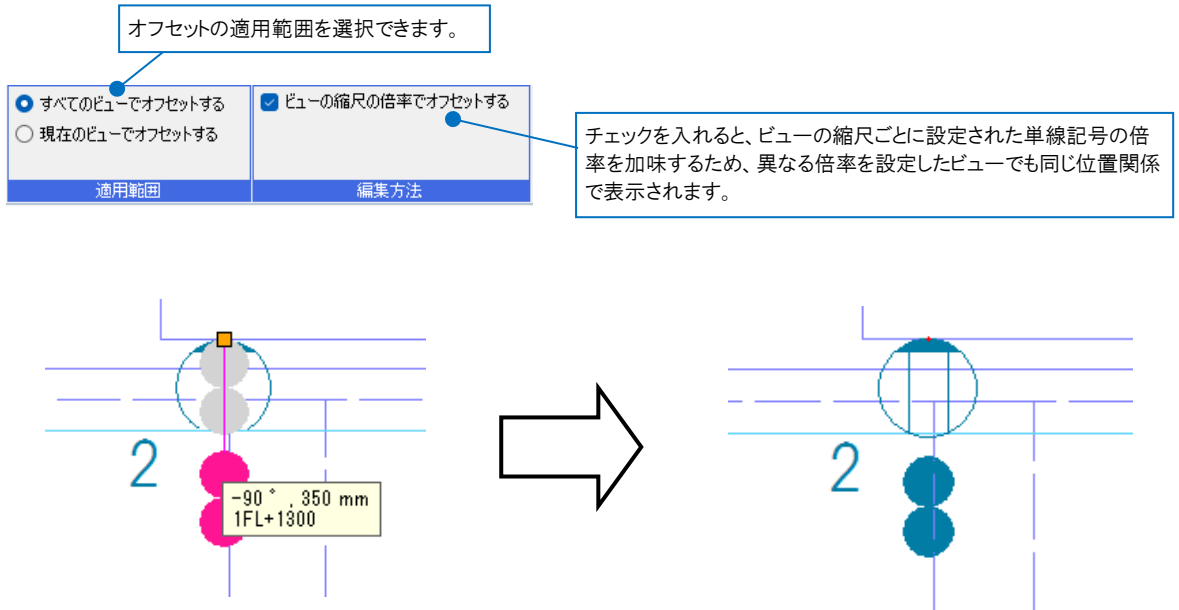 オフセットの適用範囲を選択できます。
すべてのビューでオフセットする
現在のビューでオフセットする
適用範囲
ビューの縮尺の倍率でオフセットする
編集方法
チェックを入れると、ビューの縮尺ごとに設定された単線記号の倍
率を加味するため、異なる倍率を設定したビューでも同じ位置関係
で表示されます。
2
-90 ° , 350 mm
1FL+1300
2